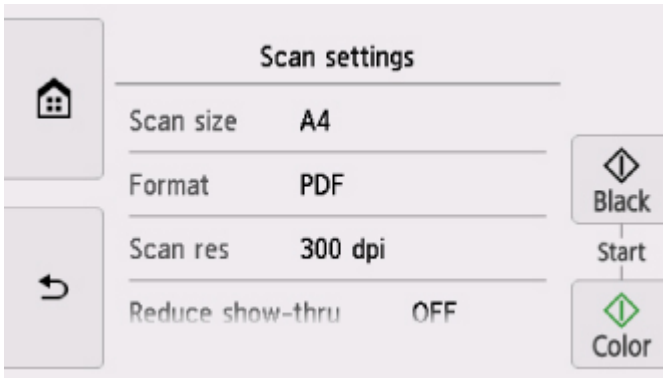 Scan settings
Scan size A4
Format PDF
Scan res 300 dpi
Reduce show-thru OFF
Black
Start
Color